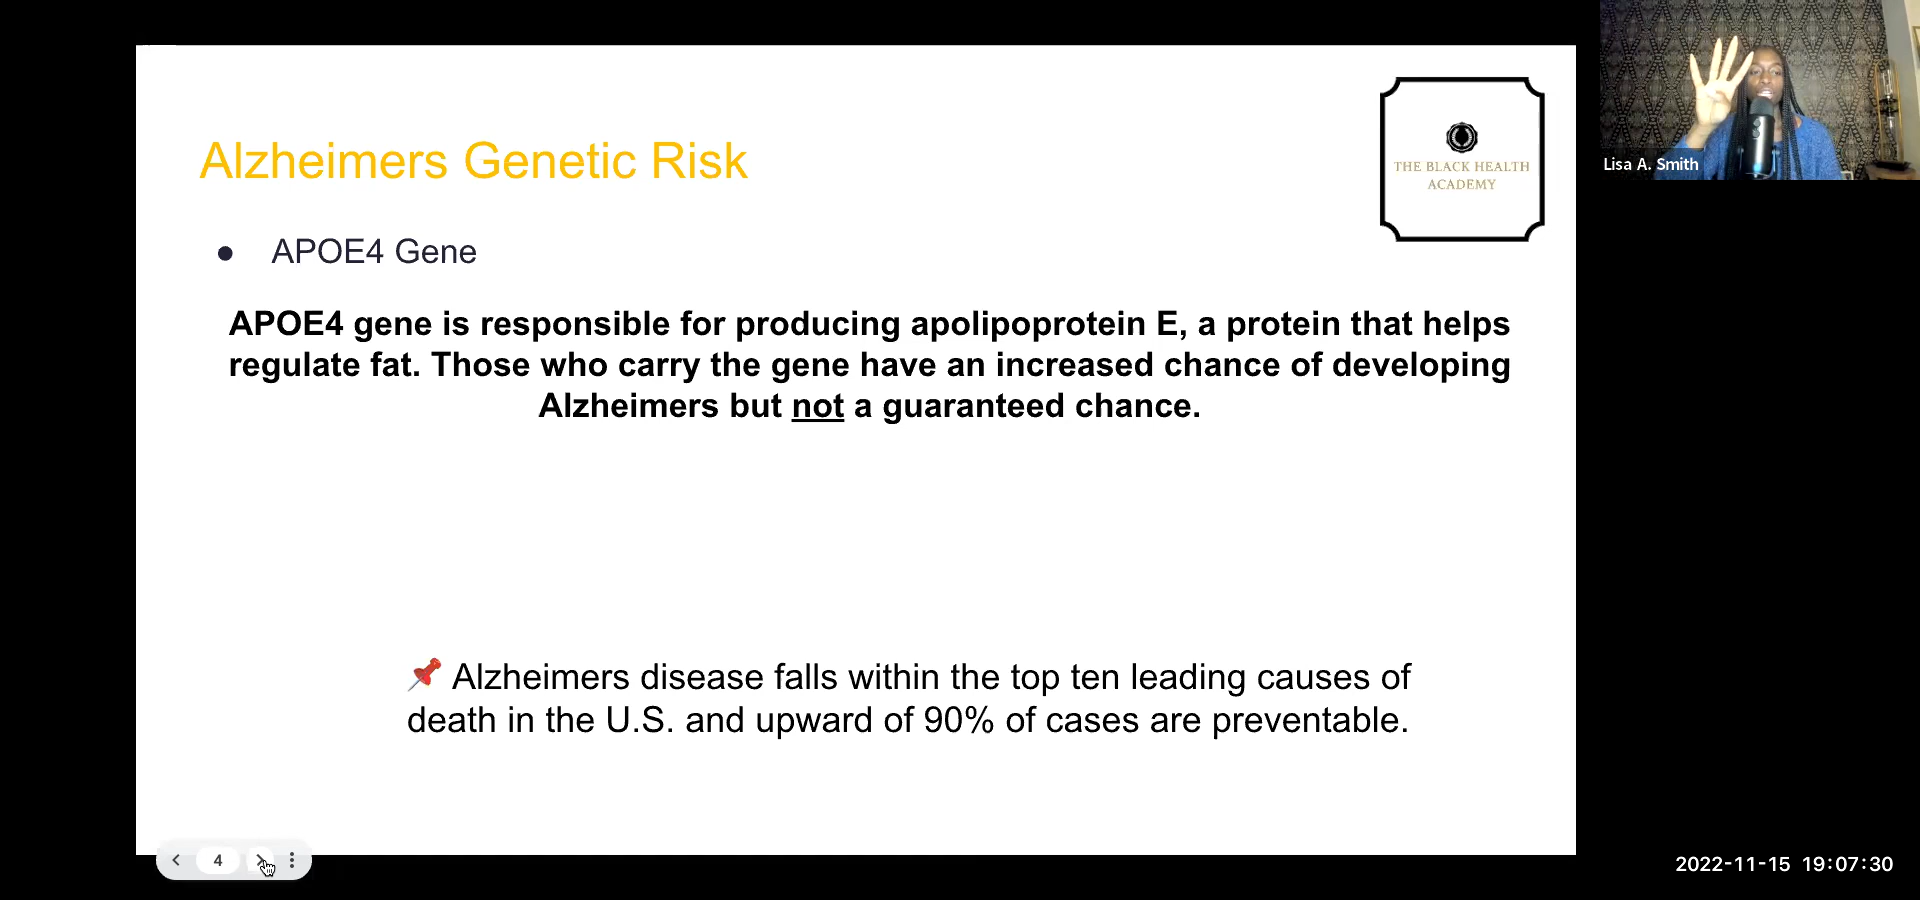 Alzheimers Genetic Risk
THE BLACK HEALTH
ACADEMY
Lisa A. Smith
● APOE4 Gene
APOE4 gene is responsible for producing apolipoprotein E, a protein that helps
regulate fat. Those who carry the gene have an increased chance of developing
Alzheimers but not a guaranteed chance.
📌 Alzheimers disease falls within the top ten leading causes of
death in the U.S. and upward of 90% of cases are preventable.
4
2022-11-15 19:07:30